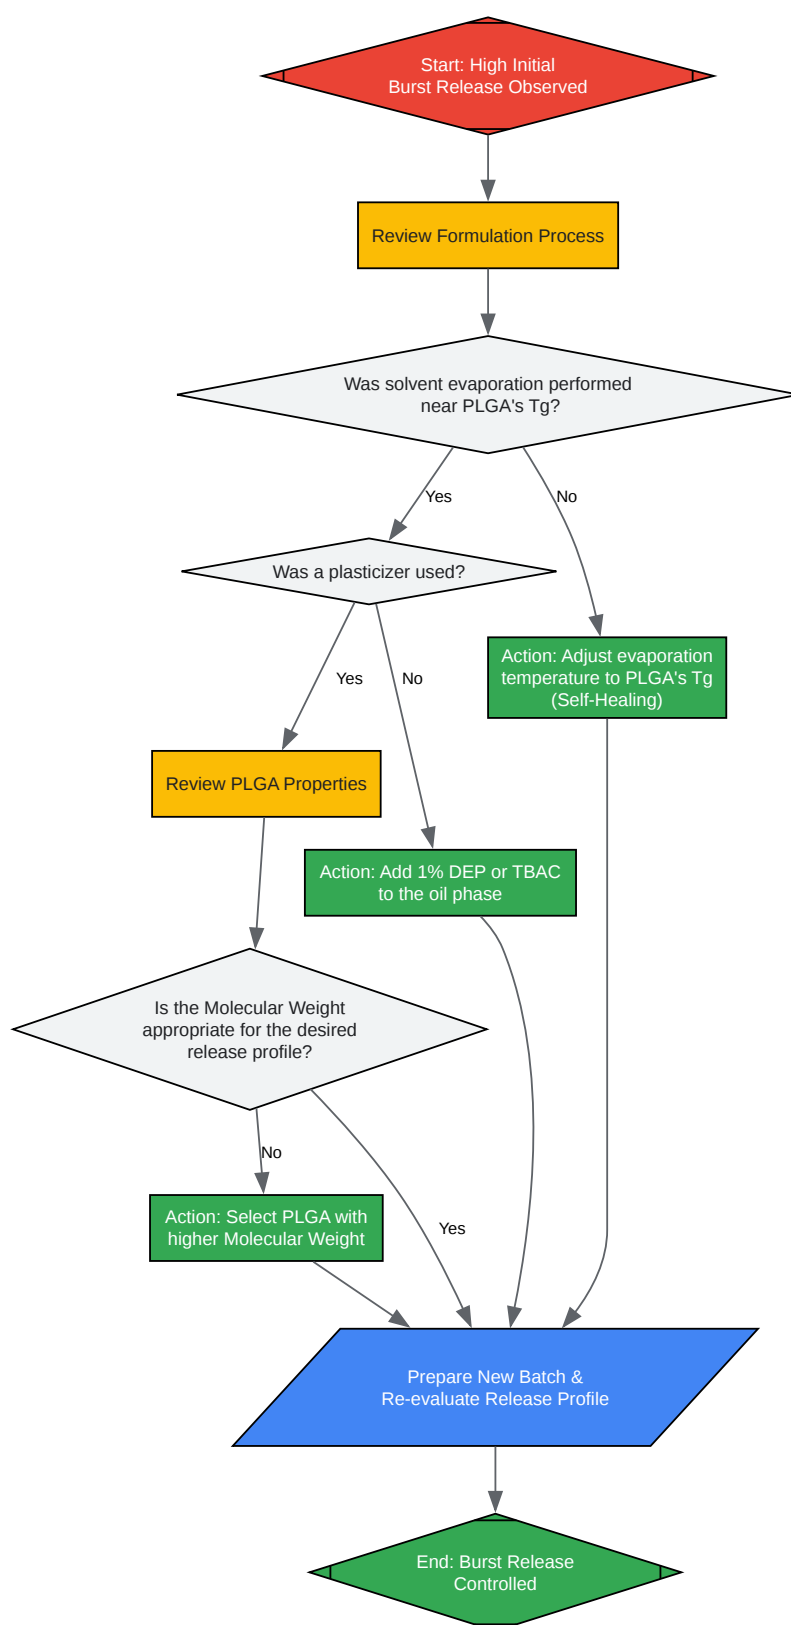 Start: High Initial
Burst Release Observed
Review Formulation Process
Was solvent evaporation performed
near PLGA's Tg?
Yes
No
Was a plasticizer used?
Action: Adjust evaporation
temperature to PLGA's Tg
(Self-Healing)
Yes
No
Review PLGA Properties
Action: Add 1% DEP or TBAC
to the oil phase
Is the Molecular Weight
appropriate for the desired
release profile?
No
Action: Select PLGA with
higher Molecular Weight
Yes
Prepare New Batch &
Re-evaluate Release Profile
End: Burst Release
Controlled